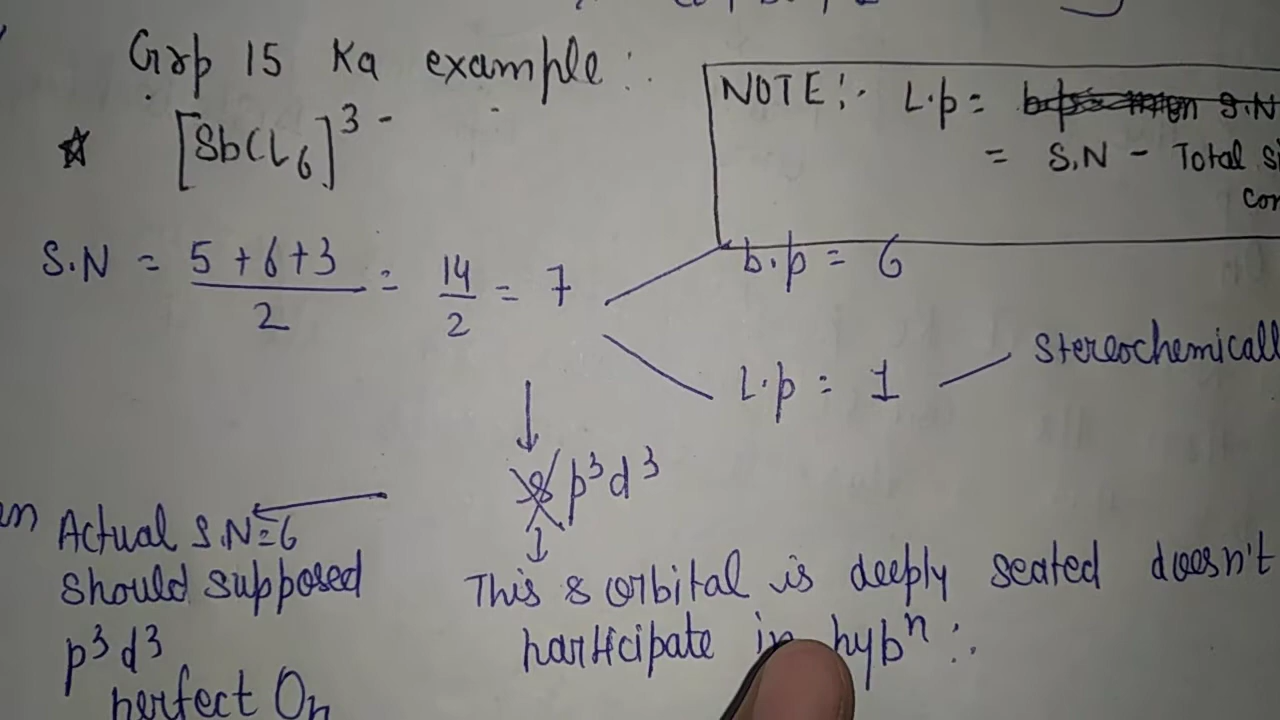 Grp 15 Ka example :.
[SbCl6]3-
NOTE :- L.p =
= S.N - Total
S.N = 5+6+3/2 = 14/2 = 7
b.p = 6
L.p = 1
Stereochemicall
sp3d3
Actual S.N=6
Should supposed
p3d3
perfect Oh
This s orbital is deeply seated doesn't
participate in hybn :.